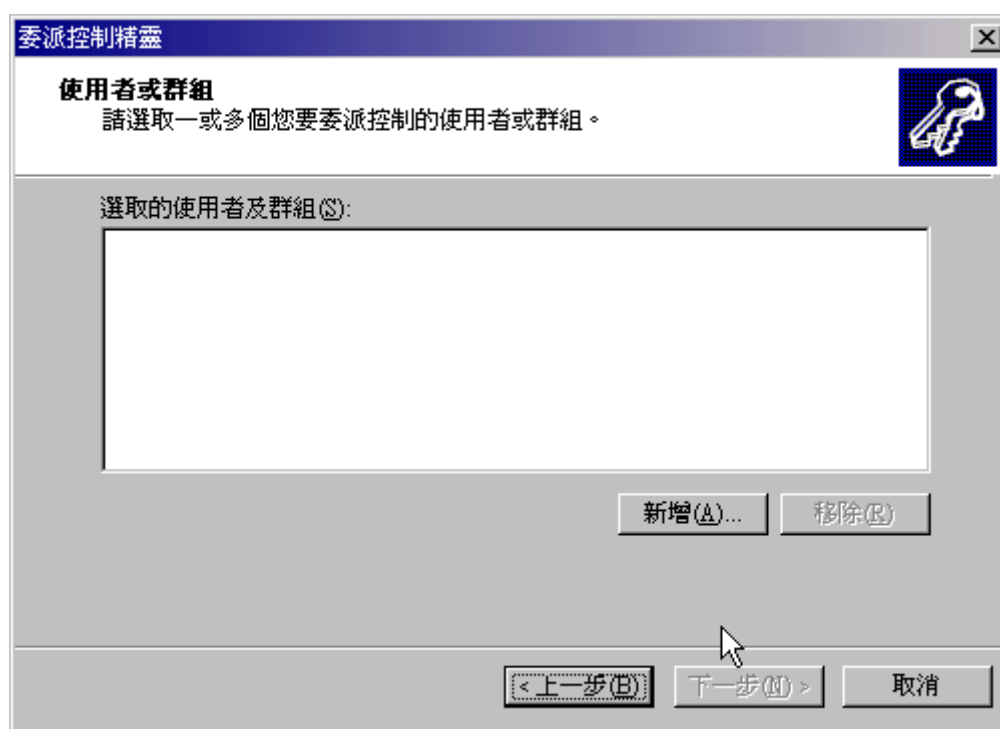 委派控制精靈
使用者或群組
請選取一或多個您要委派控制的使用者或群組。
選取的使用者及群組(S):
新增(A)... 移除(R)
<上一步(B) 下一步(N) > 取消